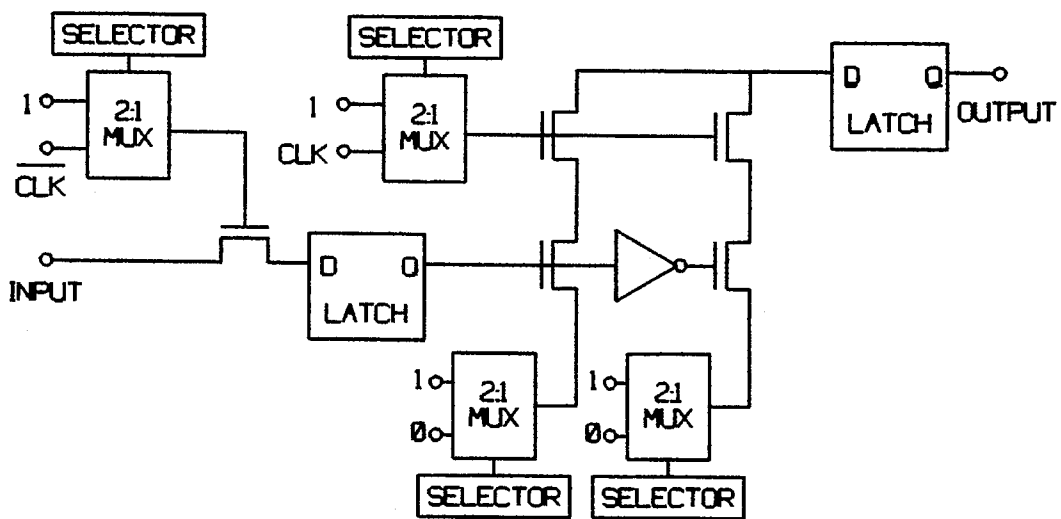 SELECTOR
1
2:1
MUX
CLK
SELECTOR
1
2:1
MUX
CLK
D Q
LATCH
OUTPUT
INPUT
D Q
LATCH
1
2:1
MUX
0
SELECTOR
1
2:1
MUX
0
SELECTOR